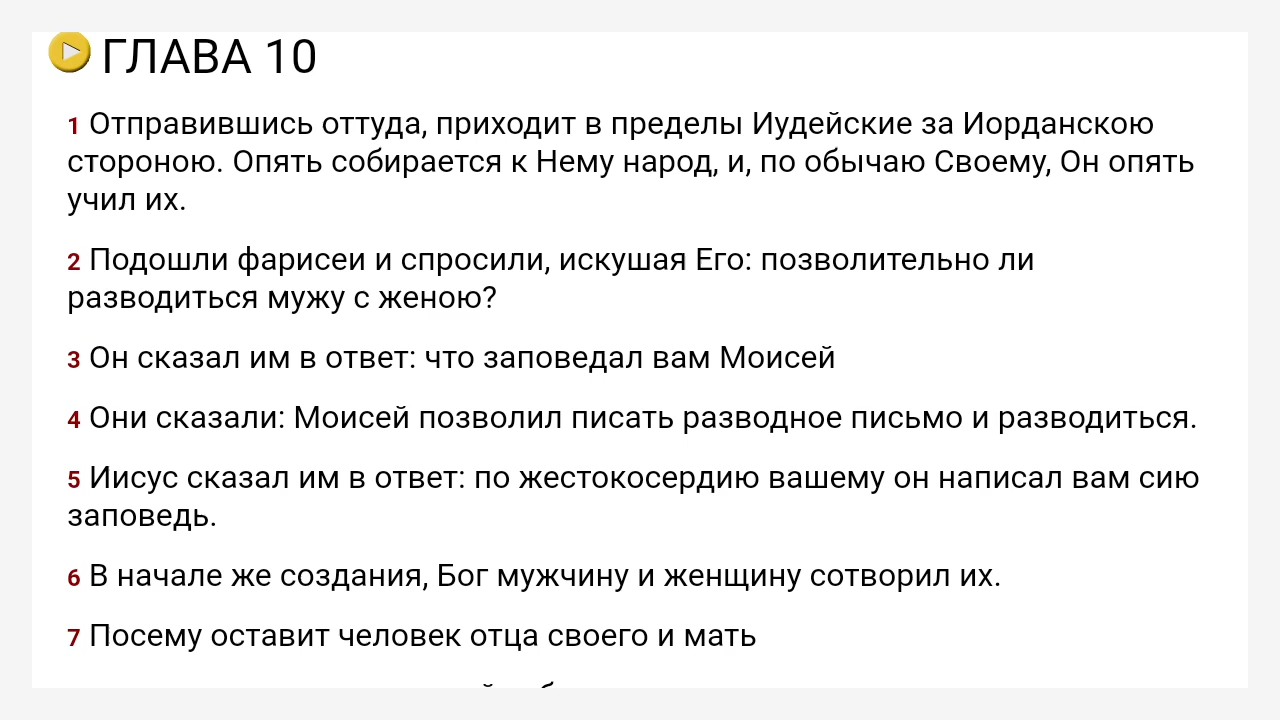 ГЛАВА 10
1 Отправившись оттуда, приходит в пределы Иудейские за Иорданскою
стороною. Опять собирается к Нему народ, и, по обычаю Своему, Он опять
учил их.
2 Подошли фарисеи и спросили, искушая Его: позволительно ли
разводиться мужу с женою?
3 Он сказал им в ответ: что заповедал вам Моисей
4 Они сказали: Моисей позволил писать разводное письмо и разводиться.
5 Иисус сказал им в ответ: по жестокосердию вашему он написал вам сию
заповедь.
6 В начале же создания, Бог мужчину и женщину сотворил их.
7 Посему оставит человек отца своего и мать